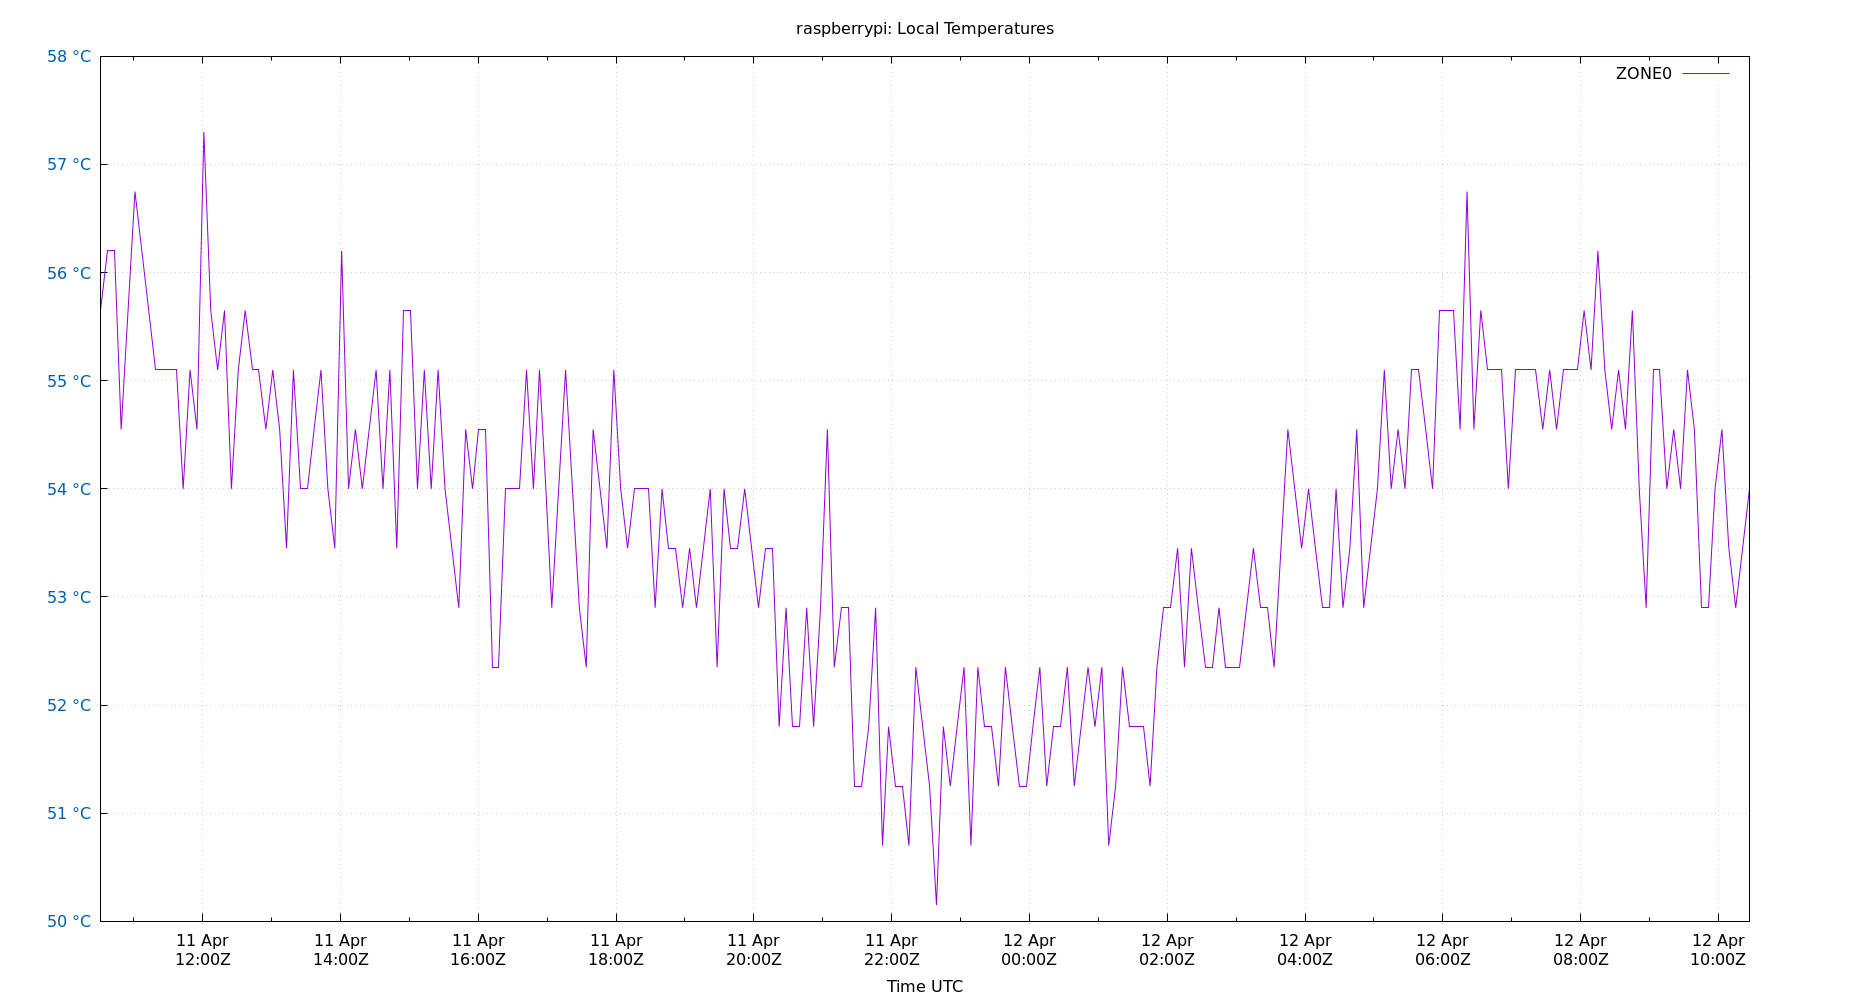 raspberrypi: Local Temperatures
58 °C
ZONE0
57 °C
56 °C
55 °C
54 °C
53 °C
52 °C
51 °C
50 °C
11 Apr 11 Apr 11 Apr 11 Apr 11 Apr 11 Apr 12 Apr 12 Apr 12 Apr 12 Apr 12 Apr 12 Apr
12:00Z 14:00Z 16:00Z 18:00Z 20:00Z 22:00Z 00:00Z 02:00Z 04:00Z 06:00Z 08:00Z 10:00Z
Time UTC